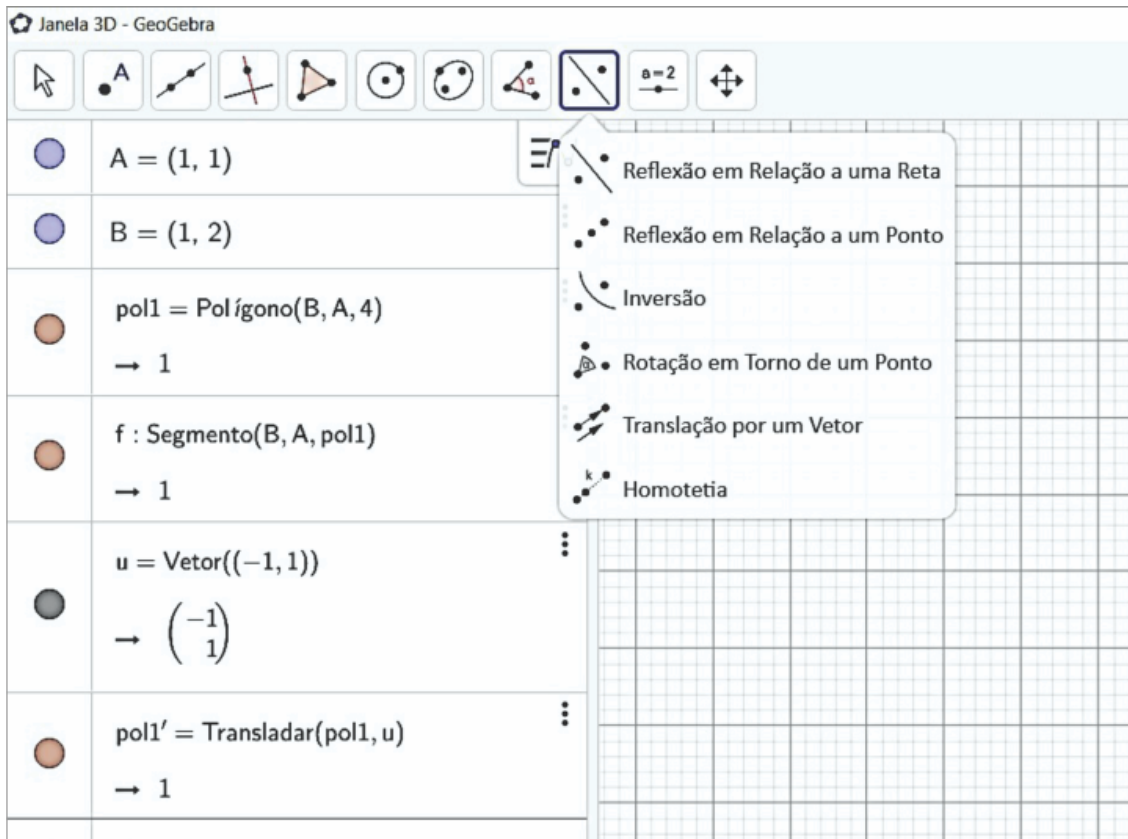 Janela 3D - GeoGebra
A
α
a=2
A = (1, 1)
B = (1, 2)
pol1 = Polígono(B, A, 4)
→ 1
f : Segmento(B, A, pol1)
→ 1
u = Vetor((−1, 1))
→ (−1
1)
pol1′ = Transladar(pol1, u)
→ 1
Reflexão em Relação a uma Reta
Reflexão em Relação a um Ponto
Inversão
α
Rotação em Torno de um Ponto
Translação por um Vetor
k
Homotetia